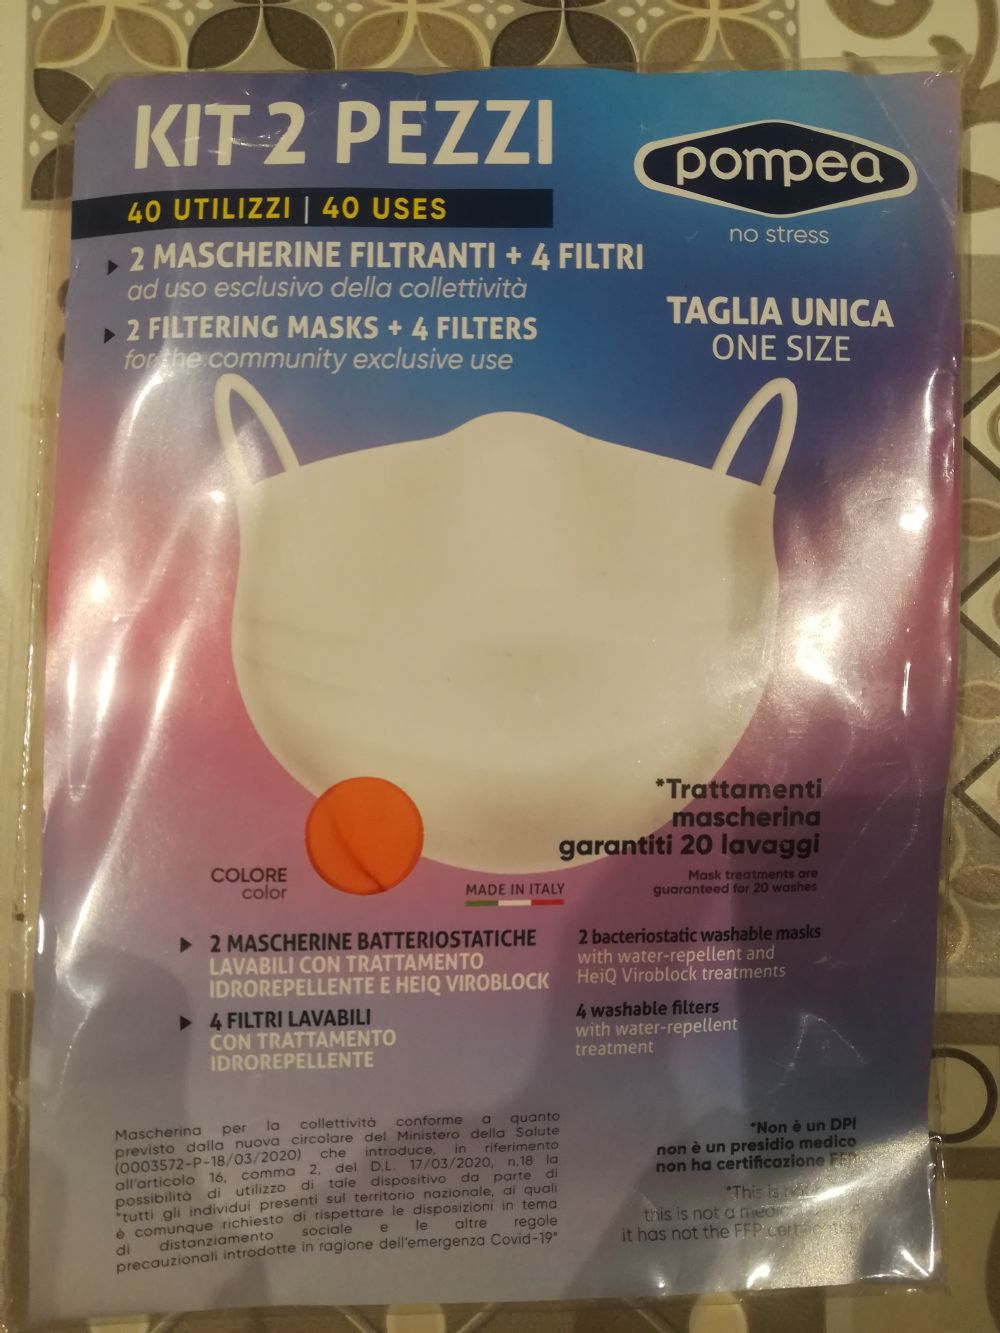 KIT 2 PEZZI
pompea
no stress
40 UTILIZZI | 40 USES
2 MASCHERINE FILTRANTI + 4 FILTRI
ad uso esclusivo della collettività
2 FILTERING MASKS + 4 FILTERS
for the community exclusive use
TAGLIA UNICA
ONE SIZE
*Trattamenti
mascherina
garantiti 20 lavaggi
Mask treatments are
guaranteed for 20 washes
COLORE
color
MADE IN ITALY
2 MASCHERINE BATTERIOSTATICHE
LAVABILI CON TRATTAMENTO
IDROREPELLENTE E HEIQ VIROBLOCK
2 bacteriostatic washable masks
with water-repellent and
HeiQ Viroblock treatments
4 FILTRI LAVABILI
CON TRATTAMENTO
IDROREPELLENTE
4 washable filters
with water-repellent
treatment
Mascherina per la collettività conforme a quanto
previsto dalla nuova circolare del Ministero della Salute
(0003572-P-18/03/2020) che introduce, in riferimento
all'articolo 16, comma 2, del D.L. 17/03/2020, n.18 la
possibilità di utilizzo di tale dispositivo da parte di
"tutti gli individui presenti sul territorio nazionale, ai quali
è comunque richiesto di rispettare le disposizioni in tema
di distanziamento sociale e le altre regole
precauzionali introdotte in ragione dell'emergenza Covid-19"
*Non è un DPI
non è un presidio medico
non ha certificazione FFP
*This is
this is not a
it has not the FFP certification